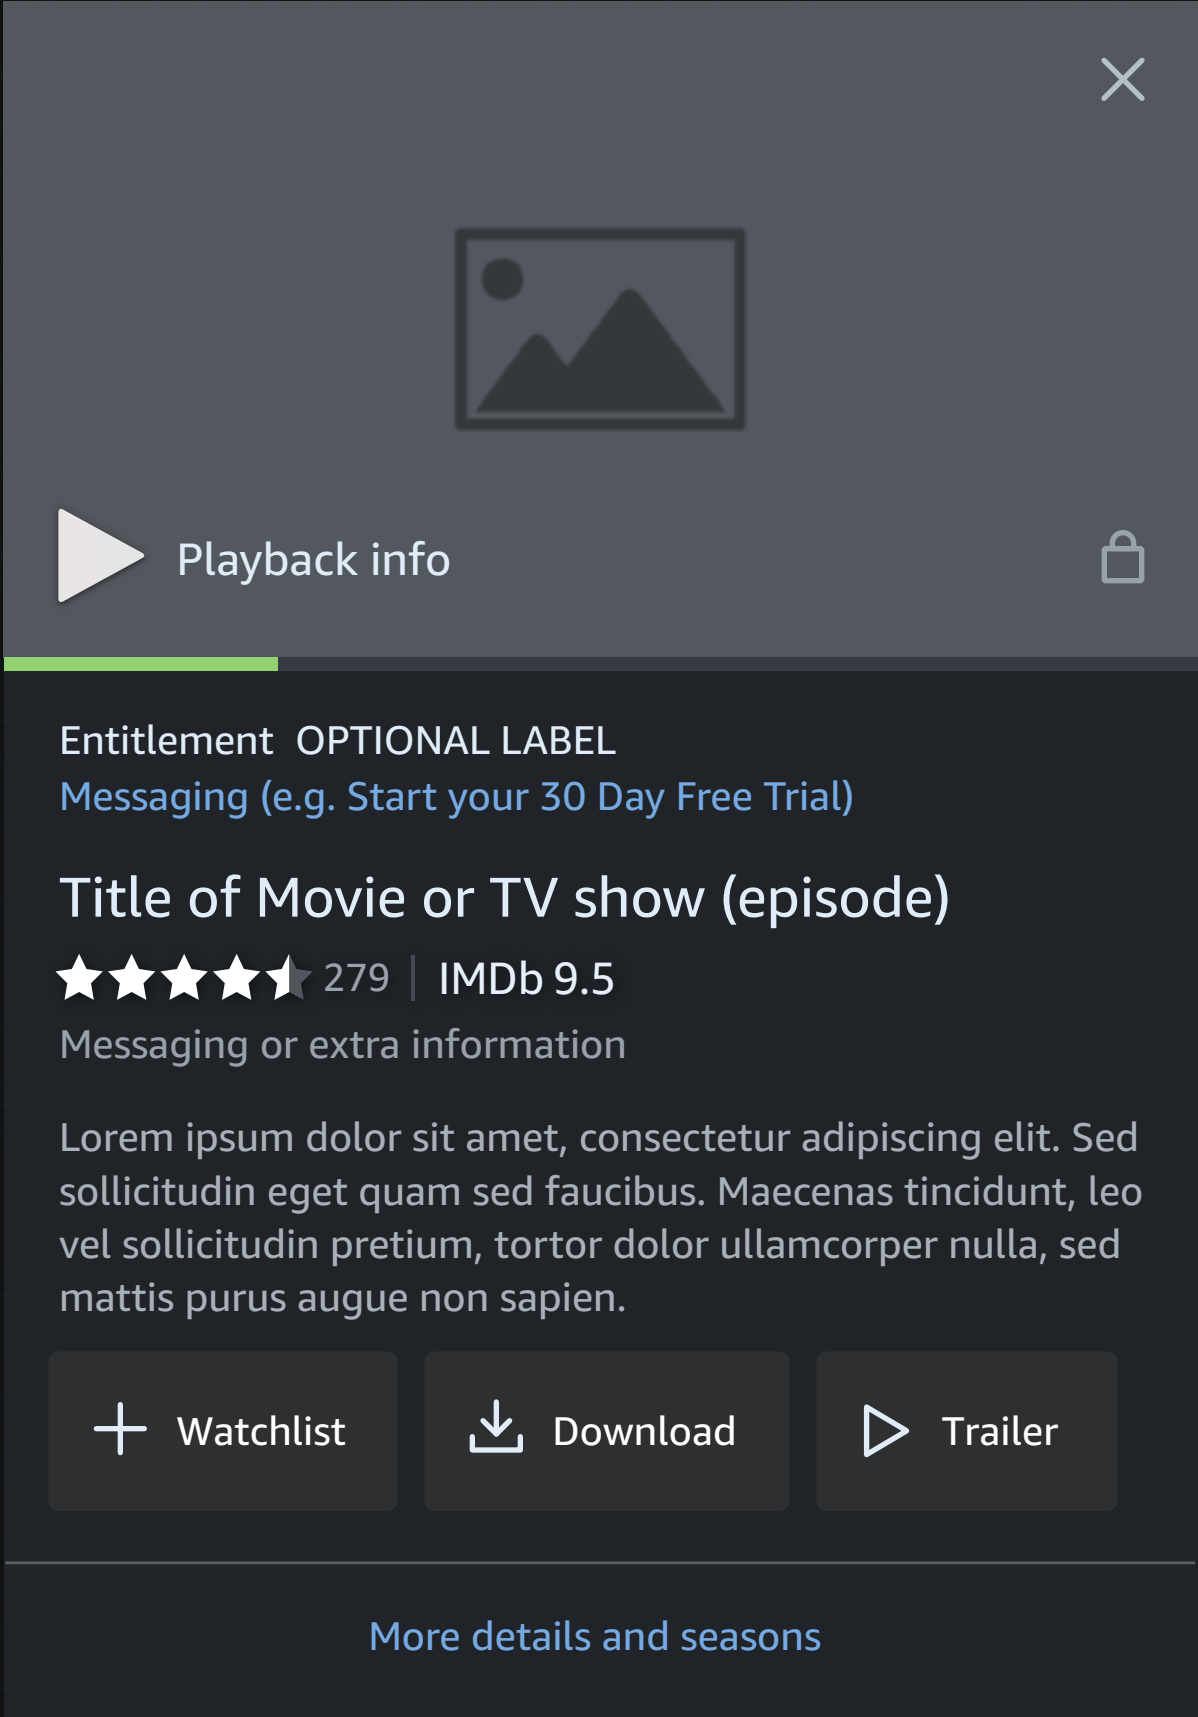 Playback info
Entitlement OPTIONAL LABEL
Messaging (e.g. Start your 30 Day Free Trial)
Title of Movie or TV show (episode)
279 IMDb 9.5
Messaging or extra information
Lorem ipsum dolor sit amet, consectetur adipiscing elit. Sed
sollicitudin eget quam sed faucibus. Maecenas tincidunt, leo
vel sollicitudin pretium, tortor dolor ullamcorper nulla, sed
mattis purus augue non sapien.
Watchlist Download Trailer
More details and seasons